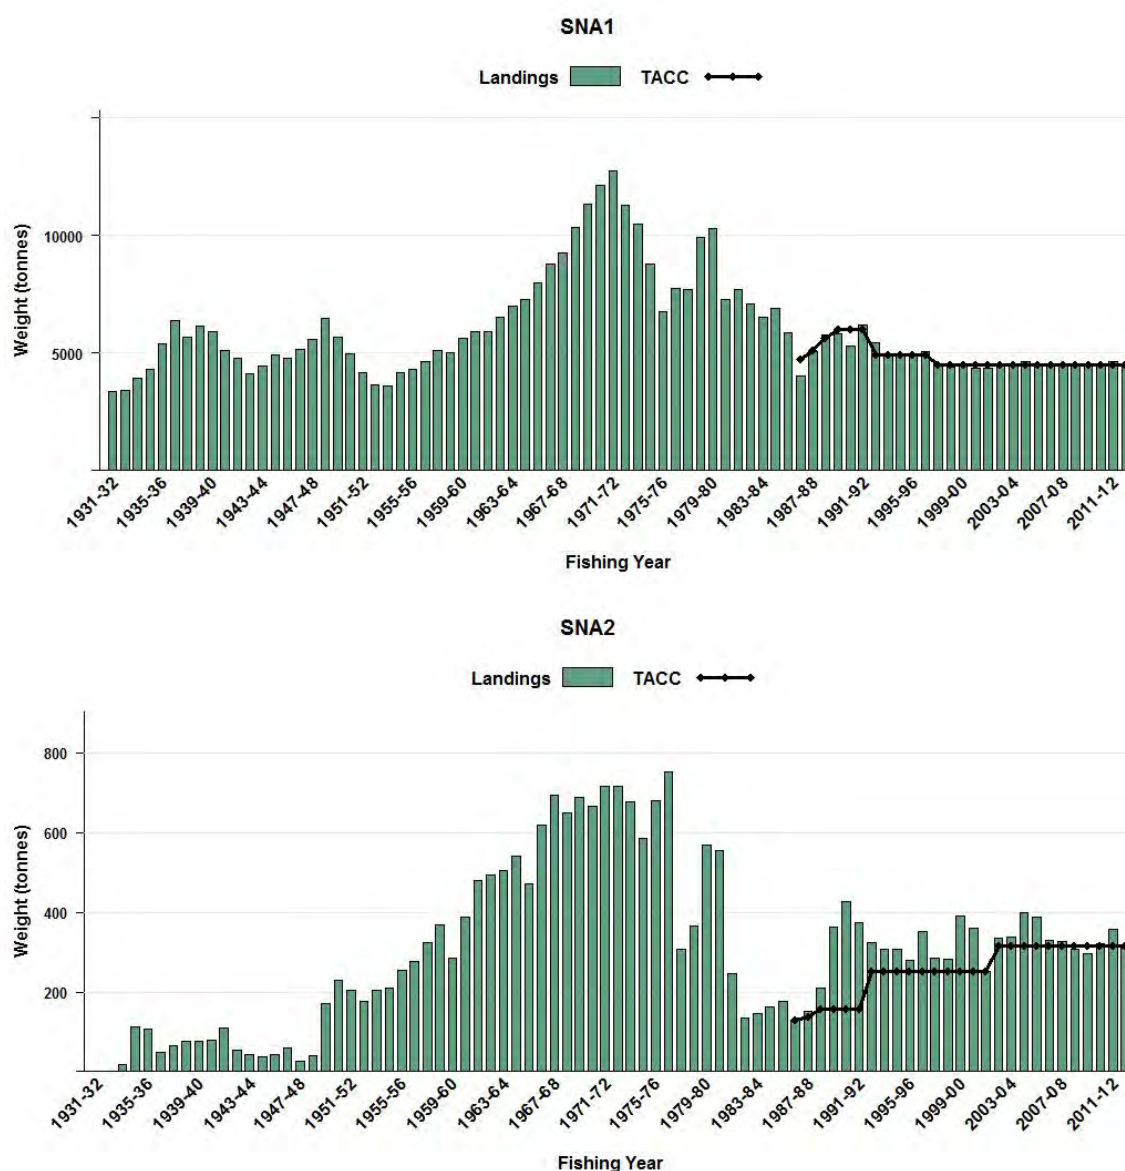 SNA1
Landings TACC
10000
5000
Weight (tonnes)
1931-32 1935-36 1939-40 1943-44 1947-48 1951-52 1955-56 1959-60 1963-64 1967-68 1971-72 1975-76 1979-80 1983-84 1987-88 1991-92 1995-96 1999-00 2003-04 2007-08 2011-12
Fishing Year
SNA2
Landings TACC
800
600
400
200
Weight (tonnes)
1931-32 1935-36 1939-40 1943-44 1947-48 1951-52 1955-56 1959-60 1963-64 1967-68 1971-72 1975-76 1979-80 1983-84 1987-88 1991-92 1995-96 1999-00 2003-04 2007-08 2011-12
Fishing Year